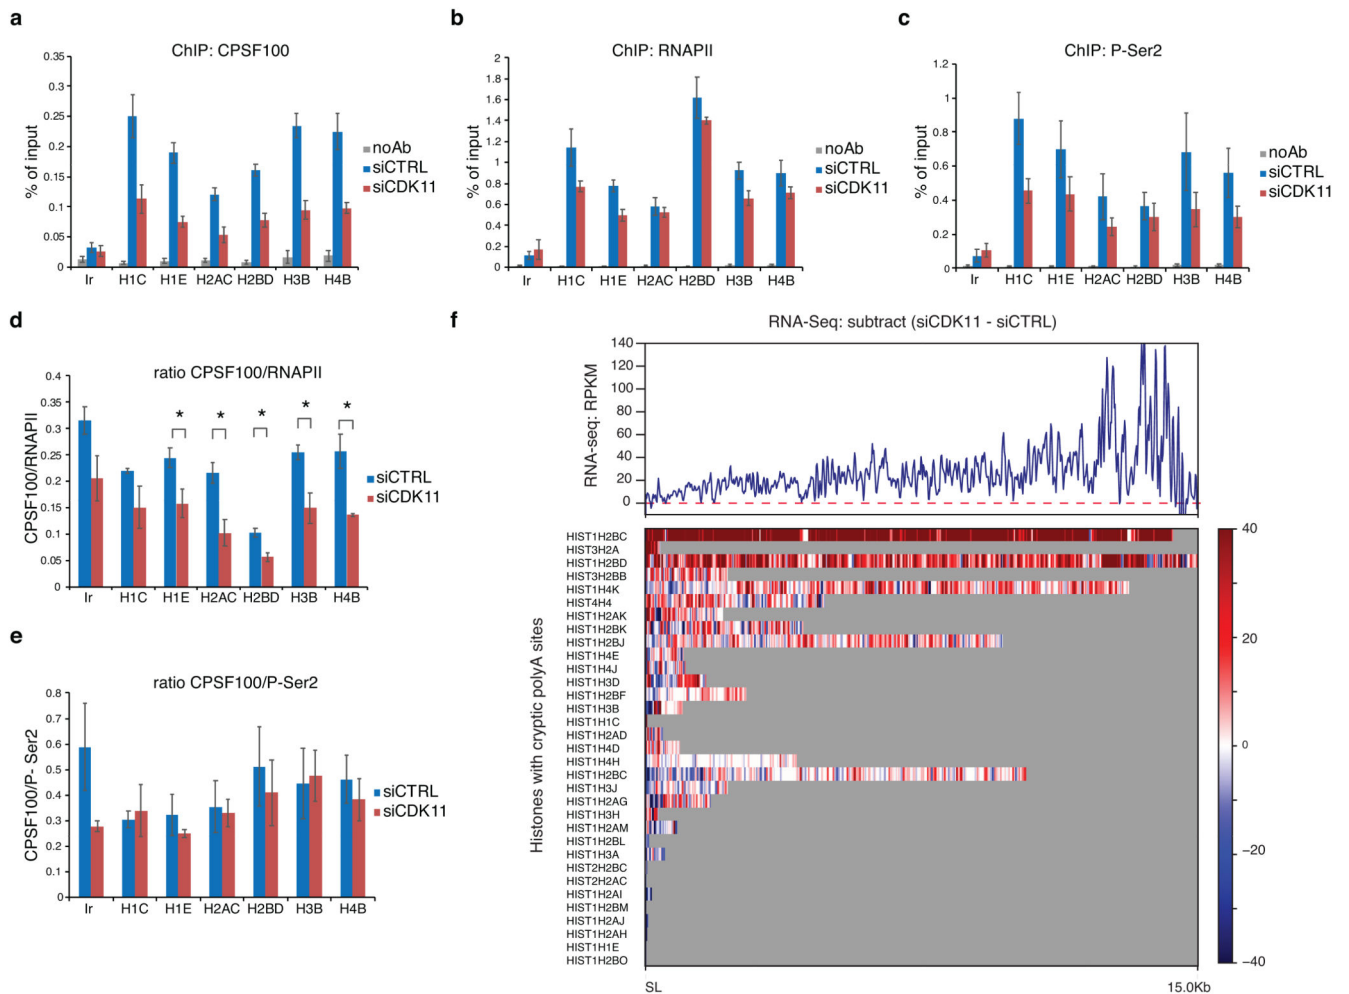 a
ChIP: CPSF100
% of input
0.35
0.3
0.25
0.2
0.15
0.1
0.05
0
Ir H1C H1E H2AC H2BD H3B H4B
noAb
siCTRL
siCDK11
b
ChIP: RNAPII
% of input
2
1.8
1.6
1.4
1.2
1
0.8
0.6
0.4
0.2
0
Ir H1C H1E H2AC H2BD H3B H4B
noAb
siCTRL
siCDK11
c
ChIP: P-Ser2
% of input
1.2
1
0.8
0.6
0.4
0.2
0
Ir H1C H1E H2AC H2BD H3B H4B
noAb
siCTRL
siCDK11
d
ratio CPSF100/RNAPII
CPSF100/RNAPII
0.4
0.35
0.3
0.25
0.2
0.15
0.1
0.05
0
* * * * *
Ir H1C H1E H2AC H2BD H3B H4B
siCTRL
siCDK11
e
ratio CPSF100/P-Ser2
CPSF100/P- Ser2
0.8
0.7
0.6
0.5
0.4
0.3
0.2
0.1
0
Ir H1C H1E H2AC H2BD H3B H4B
siCTRL
siCDK11
f
RNA-Seq: subtract (siCDK11 - siCTRL)
RNA-seq: RPKM
140
120
100
80
60
40
20
0
Histones with cryptic polyA sites
HIST1H2BC
HIST3H2A
HIST1H2BD
HIST3H2BB
HIST1H4K
HIST4H4
HIST1H2AK
HIST1H2BK
HIST1H2BJ
HIST1H4E
HIST1H4J
HIST1H3D
HIST1H2BF
HIST1H3B
HIST1H1C
HIST1H2AD
HIST1H4D
HIST1H4H
HIST1H2BC
HIST1H3J
HIST1H2AG
HIST1H3H
HIST1H2AM
HIST1H2BL
HIST1H3A
HIST2H2BC
HIST2H2AC
HIST1H2AI
HIST1H2BM
HIST1H2AJ
HIST1H2AH
HIST1H1E
HIST1H2BO
SL 15.0Kb
40
20
0
−20
−40